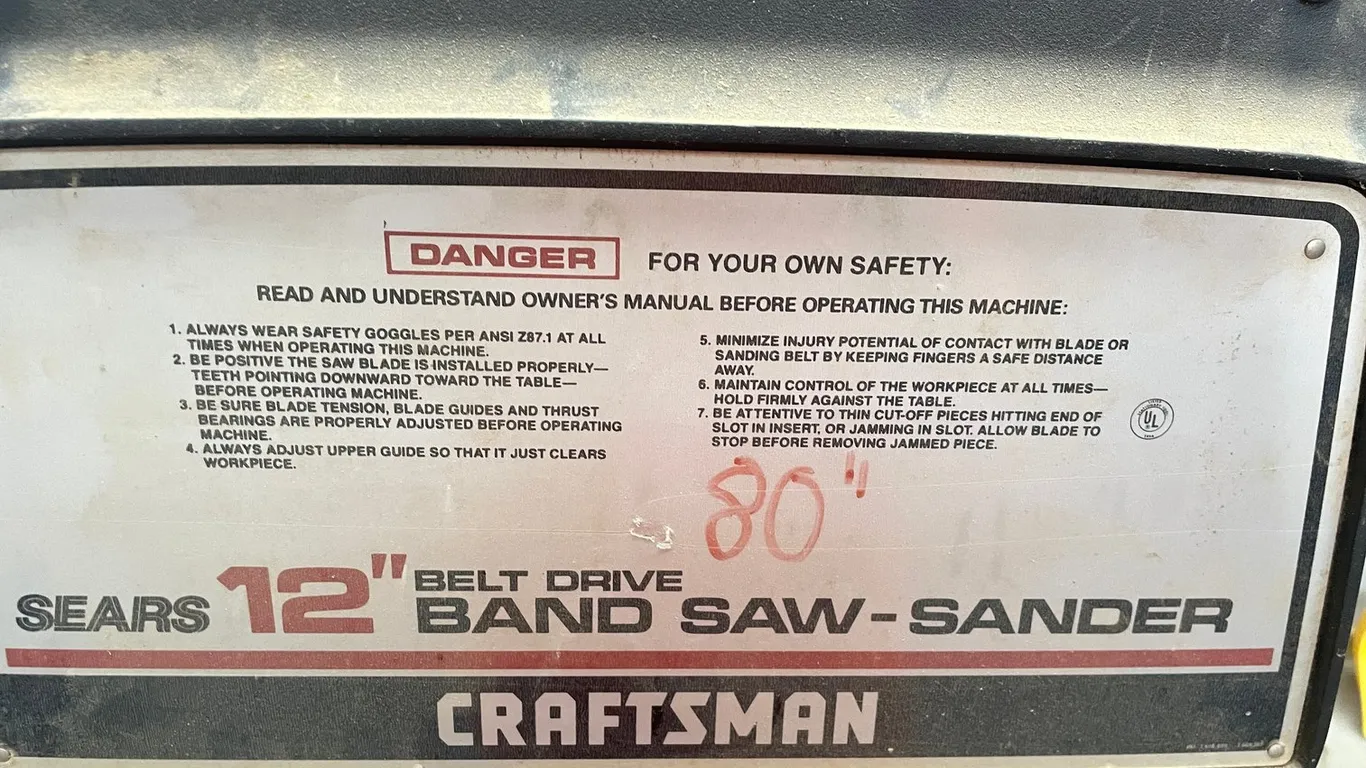 DANGER FOR YOUR OWN SAFETY:
READ AND UNDERSTAND OWNER'S MANUAL BEFORE OPERATING THIS MACHINE:
1. ALWAYS WEAR SAFETY GOGGLES PER ANSI Z87.1 AT ALL
TIMES WHEN OPERATING THIS MACHINE.
2. BE POSITIVE THE SAW BLADE IS INSTALLED PROPERLY—
TEETH POINTING DOWNWARD TOWARD THE TABLE—
BEFORE OPERATING MACHINE.
3. BE SURE BLADE TENSION, BLADE GUIDES AND THRUST
BEARINGS ARE PROPERLY ADJUSTED BEFORE OPERATING
MACHINE.
4. ALWAYS ADJUST UPPER GUIDE SO THAT IT JUST CLEARS
WORKPIECE.
5. MINIMIZE INJURY POTENTIAL OF CONTACT WITH BLADE OR
SANDING BELT BY KEEPING FINGERS A SAFE DISTANCE
AWAY.
6. MAINTAIN CONTROL OF THE WORKPIECE AT ALL TIMES—
HOLD FIRMLY AGAINST THE TABLE.
7. BE ATTENTIVE TO THIN CUT-OFF PIECES HITTING END OF
SLOT IN INSERT, OR JAMMING IN SLOT. ALLOW BLADE TO
STOP BEFORE REMOVING JAMMED PIECE.
UL
80"
SEARS 12" BELT DRIVE
BAND SAW-SANDER
CRAFTSMAN